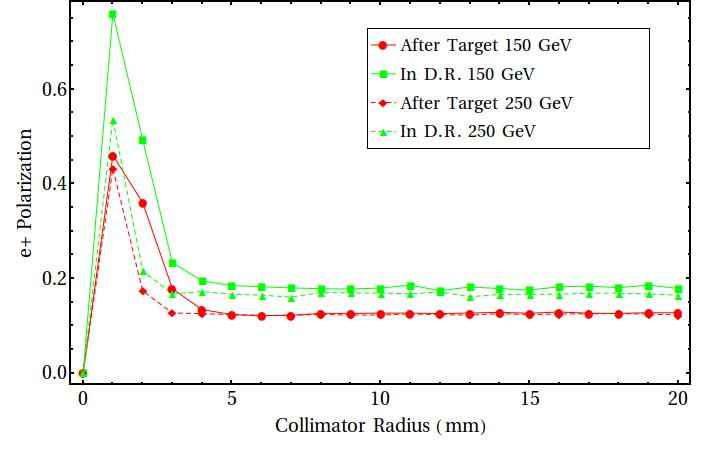 After Target 150 GeV
In D.R. 150 GeV
After Target 250 GeV
In D.R. 250 GeV
e+ Polarization
0.6
0.4
0.2
0.0
0 5 10 15 20
Collimator Radius (mm)